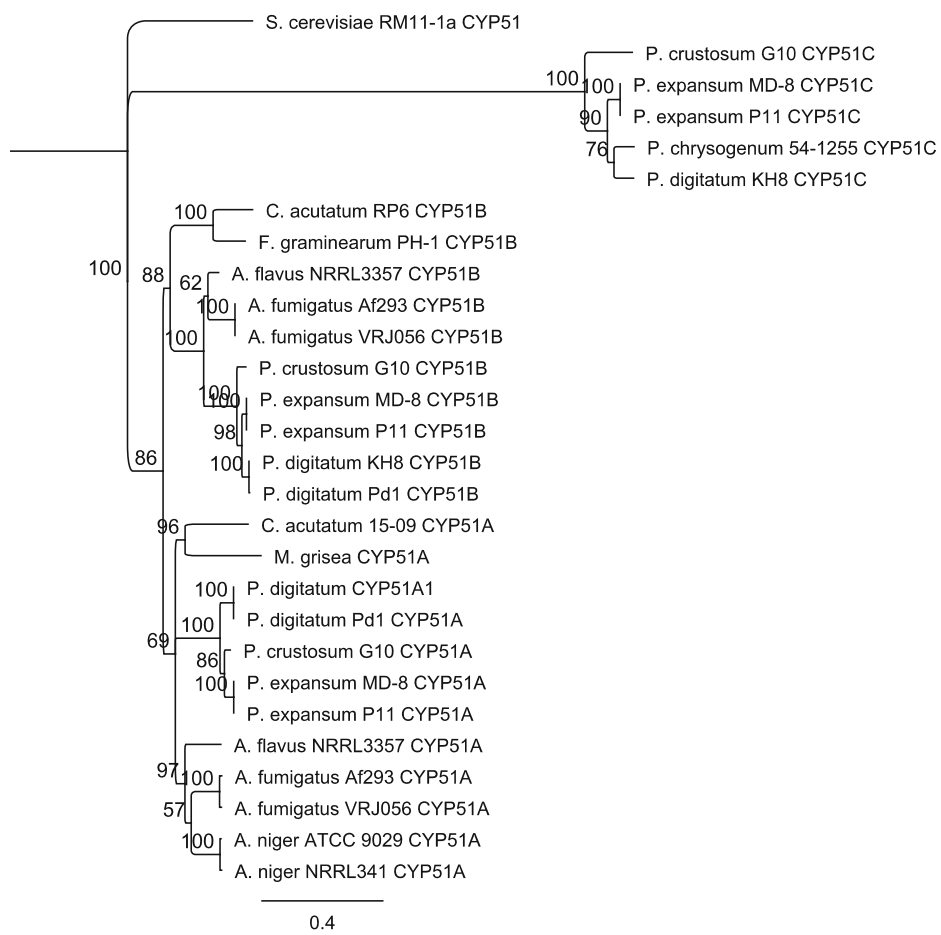 S. cerevisiae RM11-1a CYP51
P. crustosum G10 CYP51C
100
100
P. expansum MD-8 CYP51C
90
P. expansum P11 CYP51C
76
P. chrysogenum 54-1255 CYP51C
P. digitatum KH8 CYP51C
100
C. acutatum RP6 CYP51B
F. graminearum PH-1 CYP51B
100
88
62
A. flavus NRRL3357 CYP51B
100
A. fumigatus Af293 CYP51B
100
A. fumigatus VRJ056 CYP51B
P. crustosum G10 CYP51B
100
100
P. expansum MD-8 CYP51B
98
P. expansum P11 CYP51B
86
100
P. digitatum KH8 CYP51B
P. digitatum Pd1 CYP51B
96
C. acutatum 15-09 CYP51A
M. grisea CYP51A
100
P. digitatum CYP51A1
100
P. digitatum Pd1 CYP51A
69
86
P. crustosum G10 CYP51A
100
P. expansum MD-8 CYP51A
P. expansum P11 CYP51A
A. flavus NRRL3357 CYP51A
97
100
A. fumigatus Af293 CYP51A
57
A. fumigatus VRJ056 CYP51A
100
A. niger ATCC 9029 CYP51A
A. niger NRRL341 CYP51A
0.4